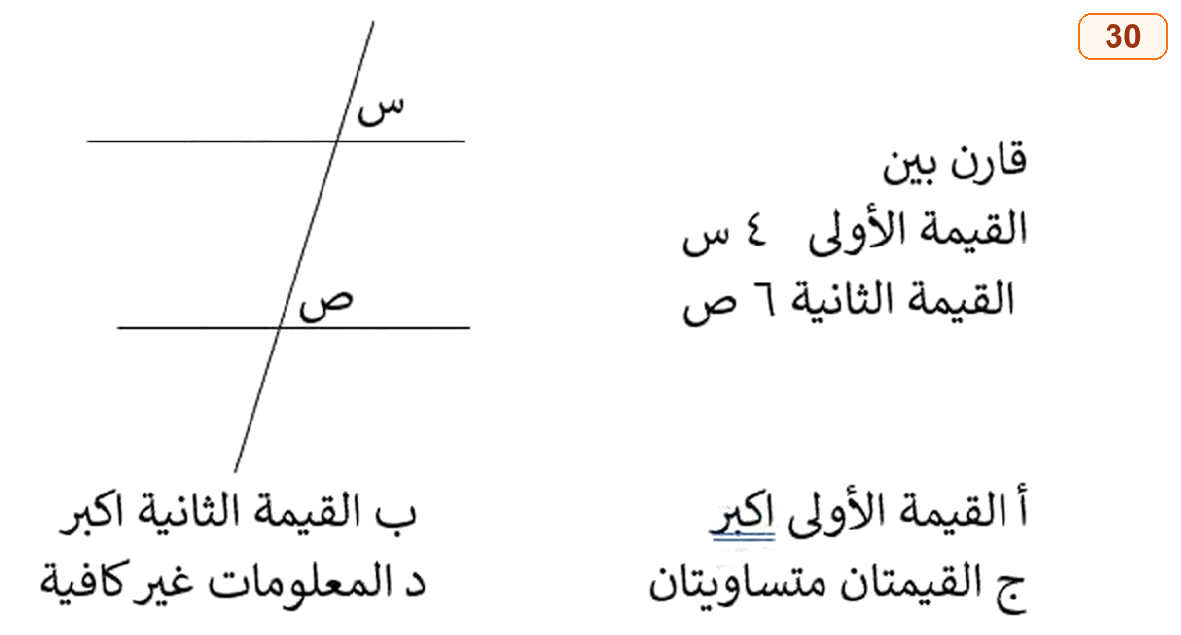 30
س
قارن بين
القيمة الأولى ٤ س
القيمة الثانية ٦ ص
ص
أ القيمة الأولى اكبر
ب القيمة الثانية اكبر
ج القيمتان متساويتان
د المعلومات غير كافية